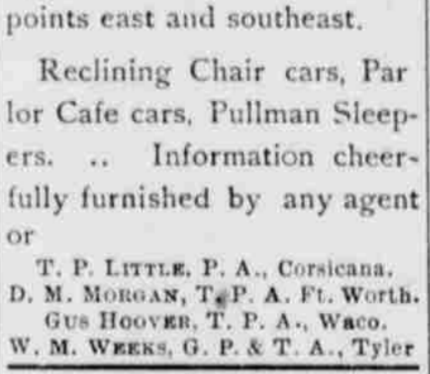 points east and southeast.
Reclining Chair cars, Par
lor Cafe cars, Pullman Sleep-
ers. .. Information cheer-
fully furnished by any agent
or
T. P. LITTLE, P. A., Corsicana.
D. M. MORGAN, T. P. A. Ft. Worth.
GUS HOOVER, T. P. A., Waco.
W. M. WEEKS, G. P. & T. A., Tyler